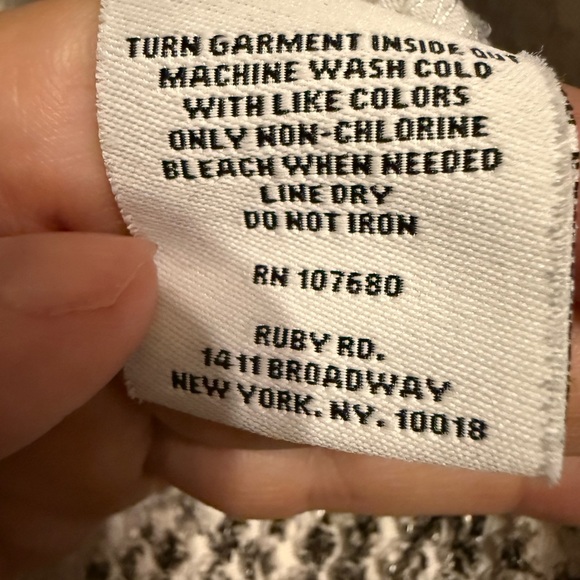 TURN GARMENT INSIDE OUT
MACHINE WASH COLD
WITH LIKE COLORS
ONLY NON-CHLORINE
BLEACH WHEN NEEDED
LINE DRY
DO NOT IRON
RN 107680
RUBY RD.
1411 BROADWAY
NEW YORK. NY. 10018